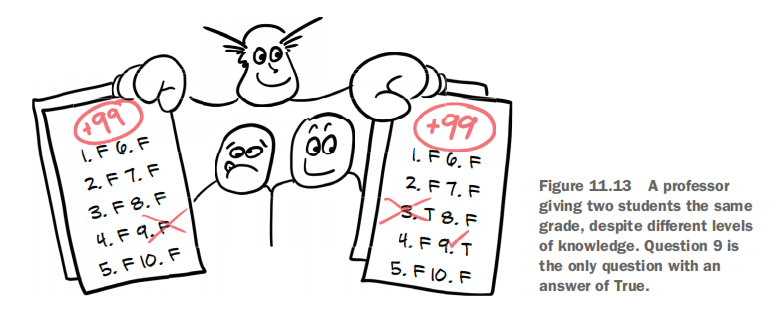 +99
1. F 6. F
2. F 7. F
3. F 8. F
4. F 9. F
5. F 10. F
+99
1. F 6. F
2. F 7. F
3. T 8. F
4. F 9. T
5. F 10. F
Figure 11.13 A professor
giving two students the same
grade, despite different levels
of knowledge. Question 9 is
the only question with an
answer of True.